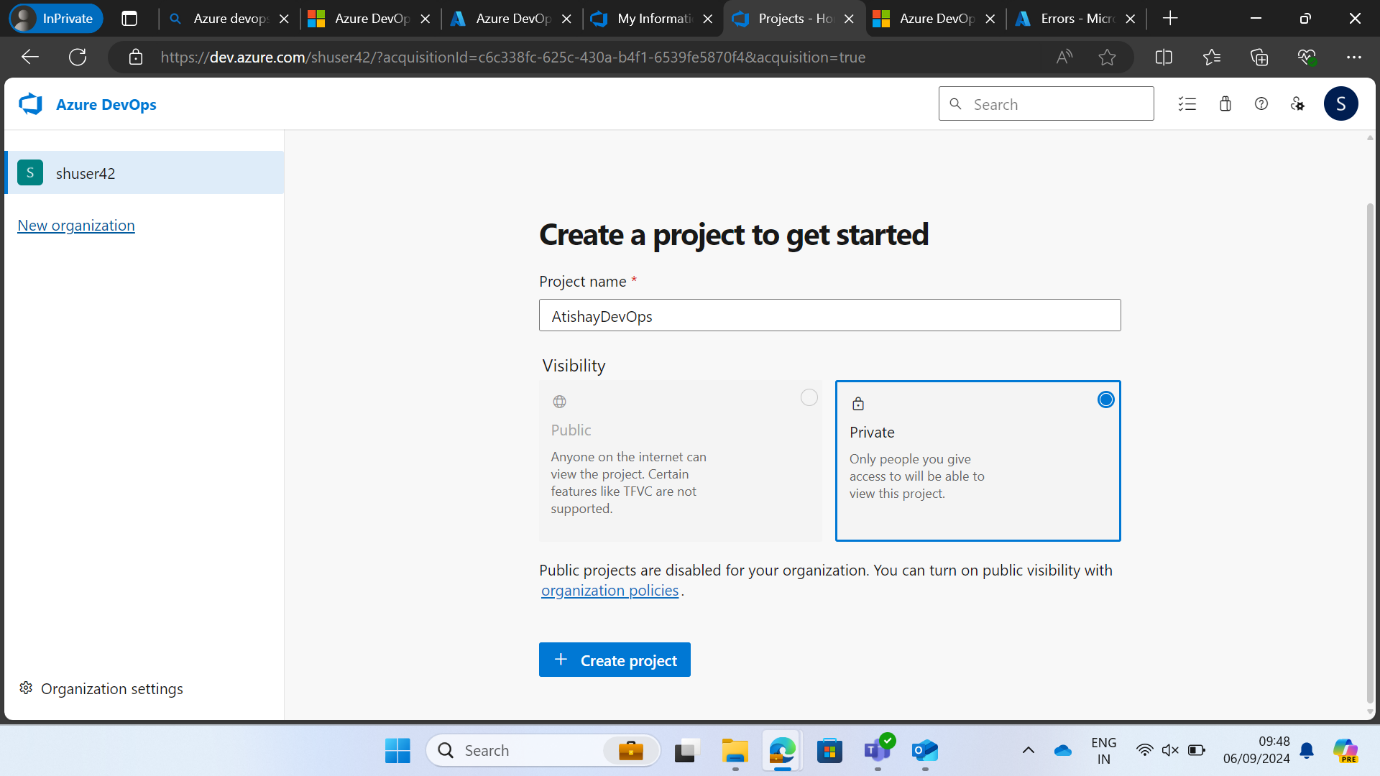 InPrivate
Azure devops
Azure DevOp
Azure DevOp
My Informati
Projects - Ho
Azure DevOp
Errors - Micr
https://dev.azure.com/shuser42/?acquisitionId=c6c338fc-625c-430a-b4f1-6539fe5870f4&acquisition=true
Azure DevOps
Search
S
S
shuser42
New organization
Create a project to get started
Project name *
AtishayDevOps
Visibility
Public
Anyone on the internet can
view the project. Certain
features like TFVC are not
supported.
Private
Only people you give
access to will be able to
view this project.
Public projects are disabled for your organization. You can turn on public visibility with
organization policies.
+ Create project
Organization settings
Search
ENG
IN
09:48
06/09/2024
PRE